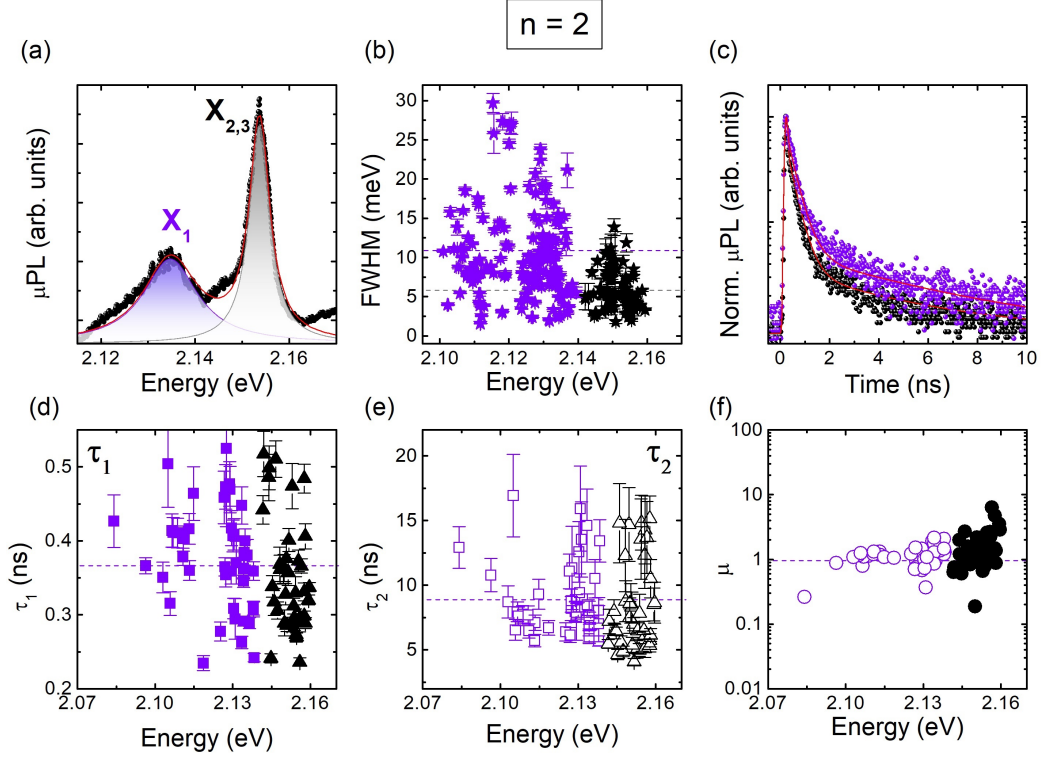 n = 2
(a)
(b)
(c)
X₂,₃
X₁
μPL (arb. units)
2.12
2.14
2.16
Energy (eV)
30
25
20
15
10
5
0
FWHM (meV)
2.10
2.11
2.12
2.13
2.14
2.15
2.16
Energy (eV)
Norm. μPL (arb. units)
0
2
4
6
8
10
Time (ns)
(d)
(e)
(f)
τ₁
0.5
0.4
0.3
0.2
τ₁ (ns)
2.07
2.10
2.13
2.16
Energy (eV)
τ₂
20
15
10
5
τ₂ (ns)
2.07
2.10
2.13
2.16
Energy (eV)
100
10
1
0.1
0.01
μ
2.07
2.10
2.13
2.16
Energy (eV)